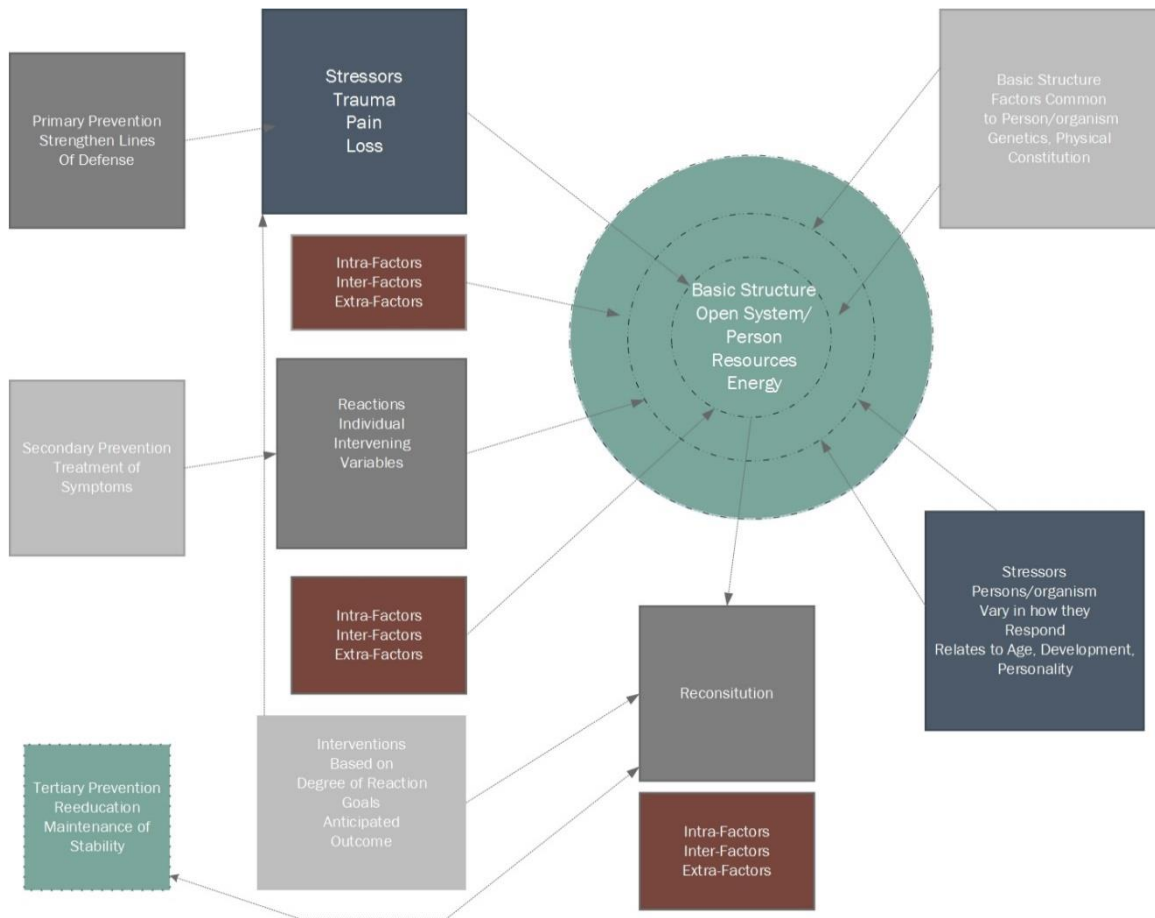 Stressors
Trauma
Pain
Loss
Primary Prevention
Strengthen Lines
Of Defense
Basic Structure
Factors Common
to Person/organism
Genetics, Physical
Constitution
Intra-Factors
Inter-Factors
Extra-Factors
Basic Structure
Open System/
Person
Resources
Energy
Reactions
Individual
Intervening
Variables
Secondary Prevention
Treatment of
Symptoms
Intra-Factors
Inter-Factors
Extra-Factors
Stressors
Persons/organism
Vary in how they
Respond
Relates to Age, Development,
Personality
Reconsitution
Interventions
Based on
Degree of Reaction
Goals
Anticipated
Outcome
Tertiary Prevention
Reeducation
Maintenance of
Stability
Intra-Factors
Inter-Factors
Extra-Factors